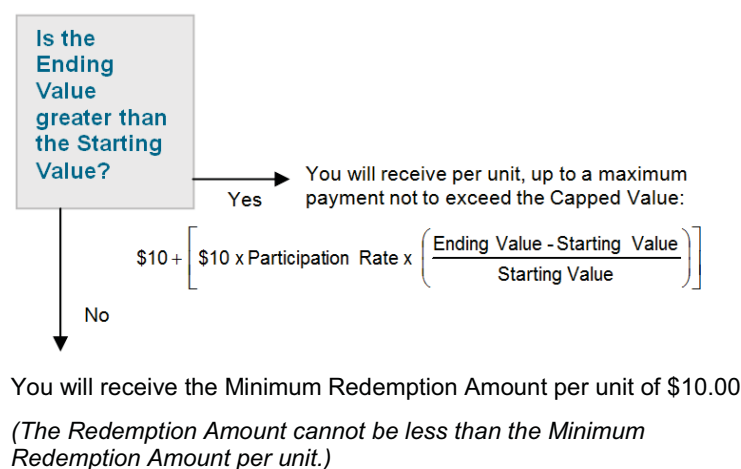 Is the
Ending
Value
greater than
the Starting
Value?
Yes
You will receive per unit, up to a maximum
payment not to exceed the Capped Value:
$10 + [ $10 x Participation Rate x ( Ending Value - Starting Value
Starting Value ) ]
No
You will receive the Minimum Redemption Amount per unit of $10.00
(The Redemption Amount cannot be less than the Minimum
Redemption Amount per unit.)